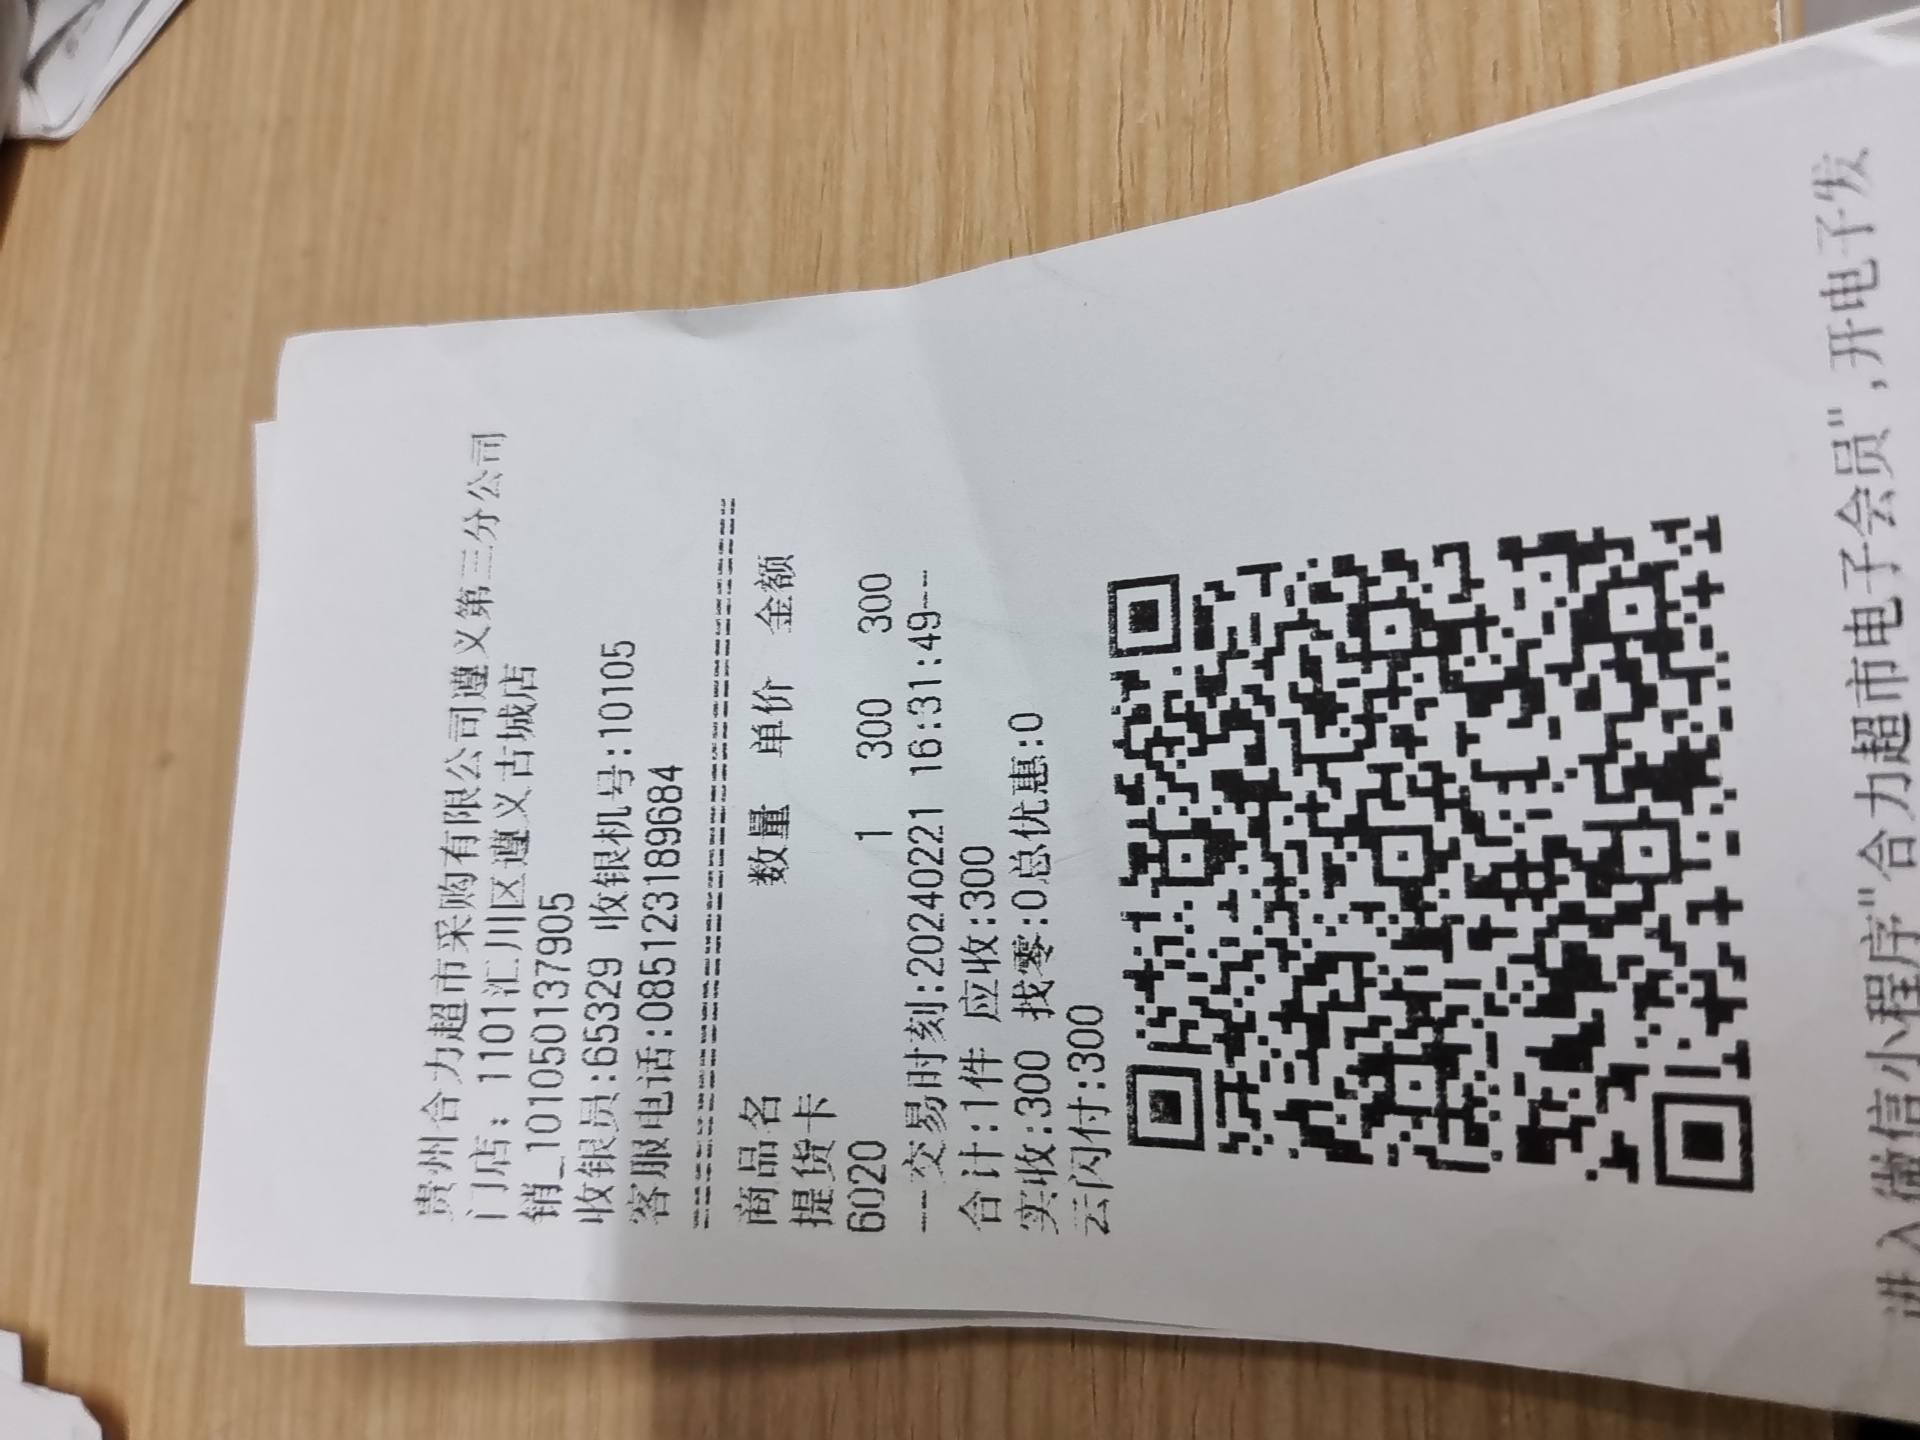 贵州合力超市采购有限公司遵义第三分公司
门店: 1101汇川区遵义古城店
销_1010501137905
收银员:65329 收银机号:10105
客服电话:085123189684
商品名 数量 单价 金额
提货卡
6020 1 300 300
--交易时刻:20240221 16:31:49--
合计:1件 应收:300
实收:300 找零:0总优惠:0
云闪付:300
进入微信小程序"合力超市电子会员",开电子发